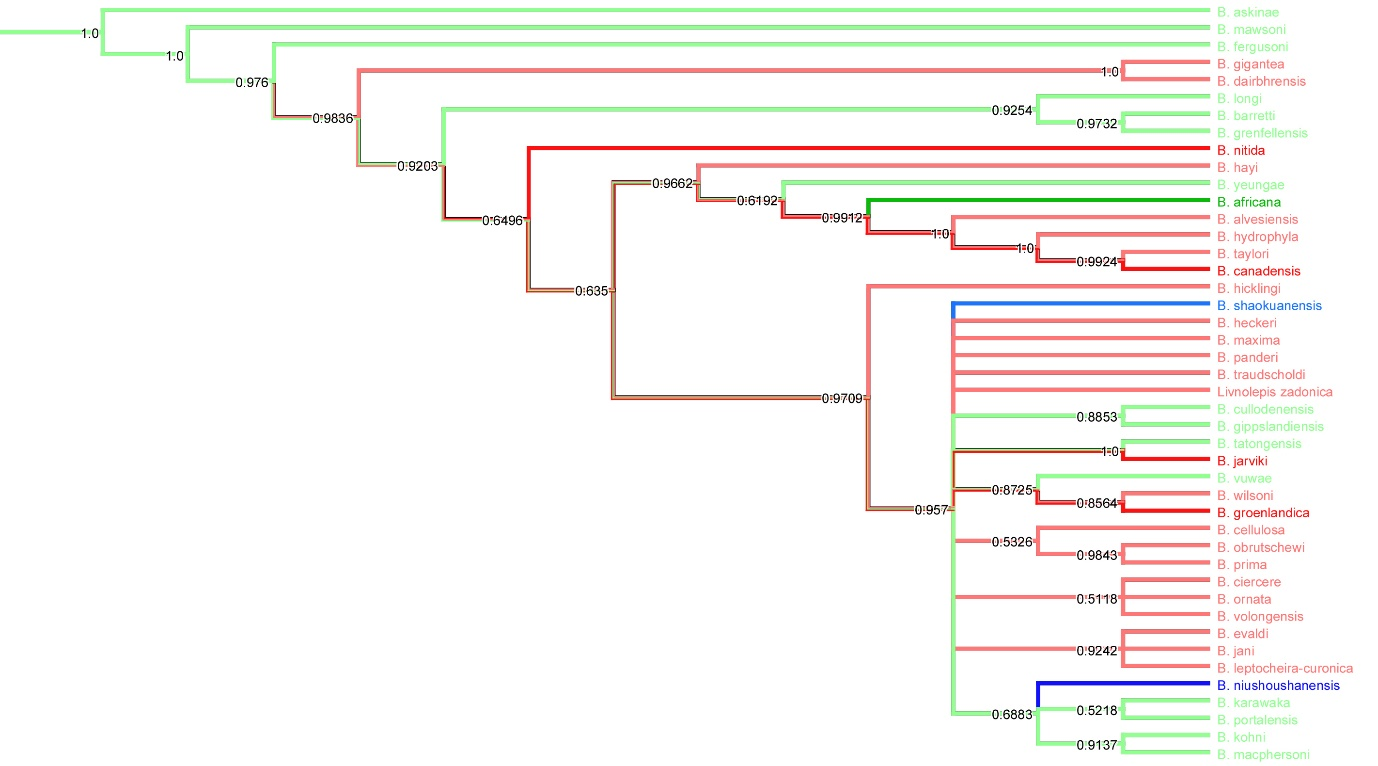 B. askinae
1.0
B. mawsoni
B. fergusoni
1.0
B. gigantea
1.0
0.976
B. dairbhrensis
B. longi
0.9254
B. barretti
0.9836
0.9732
B. grenfellensis
B. nitida
0.9203
B. hayi
0.9662
B. yeungae
0.6192
B. africana
0.6496
0.9912
B. alvesiensis
1.0
B. hydrophyla
1.0
B. taylori
0.9924
B. canadensis
0.635
B. hicklingi
B. shaokuanensis
B. heckeri
B. maxima
B. panderi
B. traudscholdi
Livnolepis zadonica
0.9709
B. cullodenensis
0.8853
B. gippslandiensis
B. tatongensis
1.0
B. jarviki
B. vuwae
0.8725
B. wilsoni
0.8564
0.957
B. groenlandica
B. cellulosa
0.5326
B. obrutschewi
0.9843
B. prima
B. ciercere
0.5118
B. ornata
B. volongensis
B. evaldi
0.9242
B. jani
B. leptocheira-curonica
B. niushoushanensis
B. karawaka
0.6883
0.5218
B. portalensis
B. kohni
0.9137
B. macphersoni